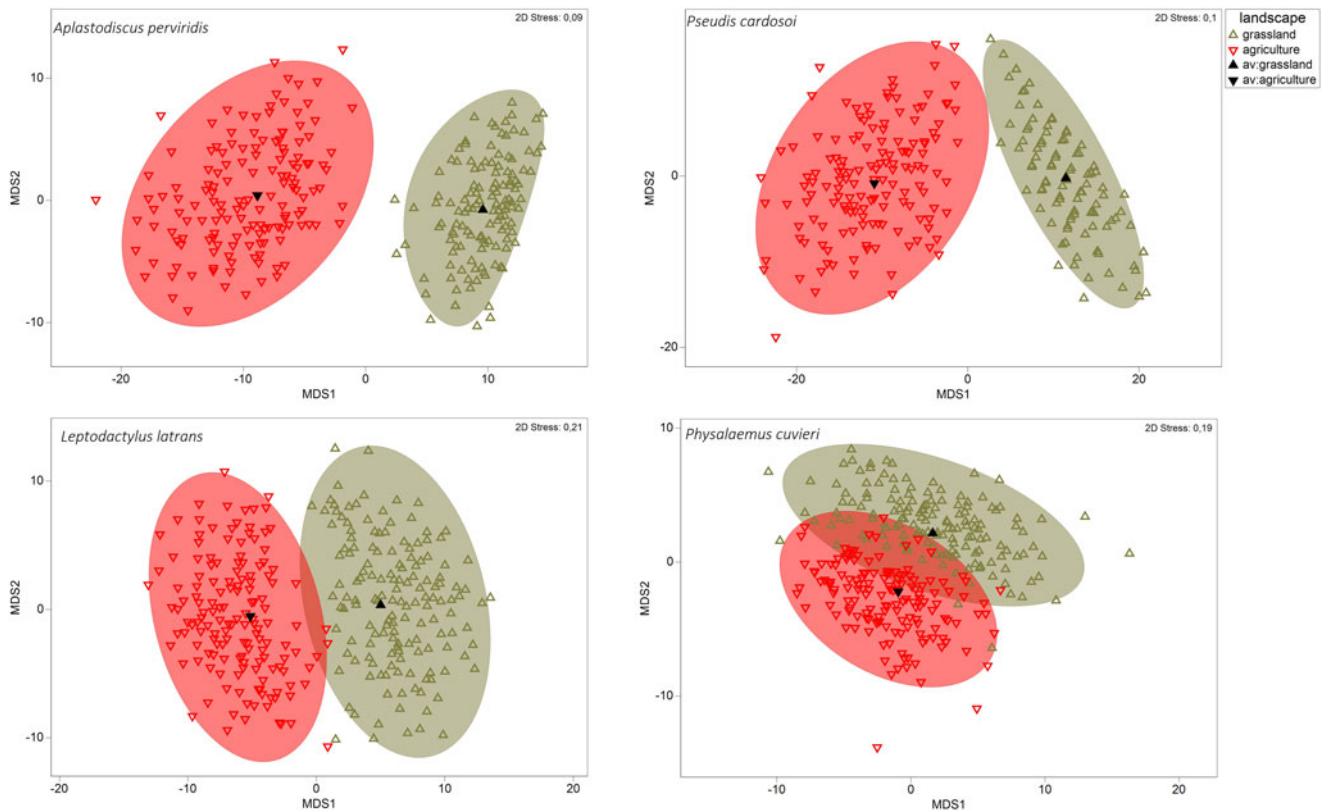 Aplastodiscus perviridis
2D Stress: 0,09
10
0
-10
MDS2
-20
-10
0
10
MDS1
Pseudis cardosoi
2D Stress: 0,1
0
-20
MDS2
-20
0
20
MDS1
landscape
grassland
agriculture
av:grassland
av:agriculture
Leptodactylus latrans
2D Stress: 0,21
10
0
-10
MDS2
-20
-10
0
10
20
MDS1
Physalaemus cuvieri
2D Stress: 0,19
10
0
-10
MDS2
-10
0
10
20
MDS1